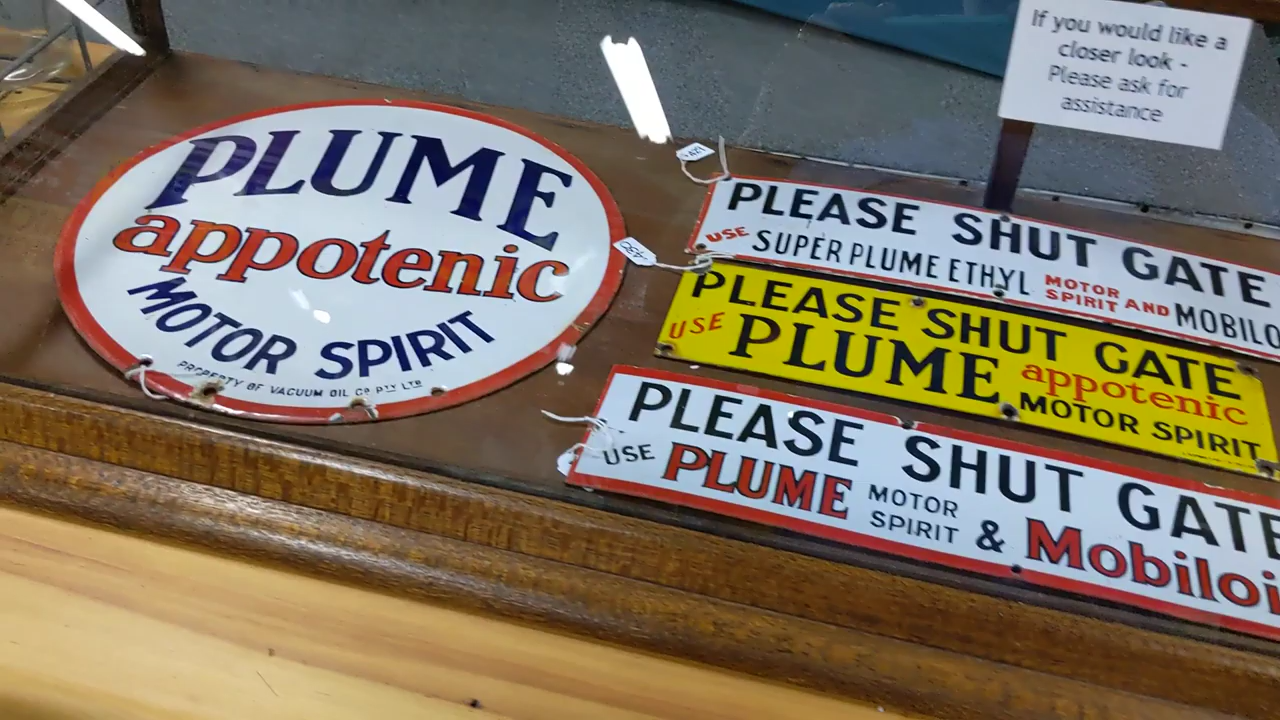 If you would like a
closer look -
Please ask for
assistance
PLUME
appotenic
MOTOR SPIRIT
PROPERTY OF VACUUM OIL CO PTY LTD
PLEASE SHUT GATE
USE SUPER PLUME ETHYL MOTOR SPIRIT AND MOBILO
PLEASE SHUT GATE
USE PLUME appotenic
MOTOR SPIRIT
PLEASE SHUT GATE
USE PLUME MOTOR SPIRIT & Mobiloi